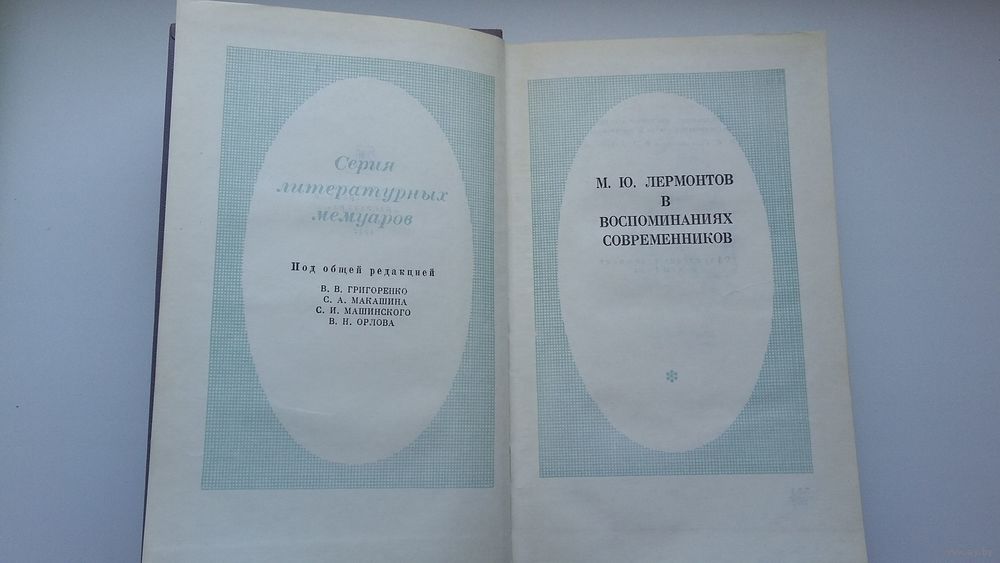 Серия
литературных
мемуаров
Под общей редакцией
В. В. ГРИГОРЕНКО
С. А. МАКАШИНА
С. И. МАШИНСКОГО
В. Н. ОРЛОВА
М. Ю. ЛЕРМОНТОВ
В
ВОСПОМИНАНИЯХ
СОВРЕМЕННИКОВ